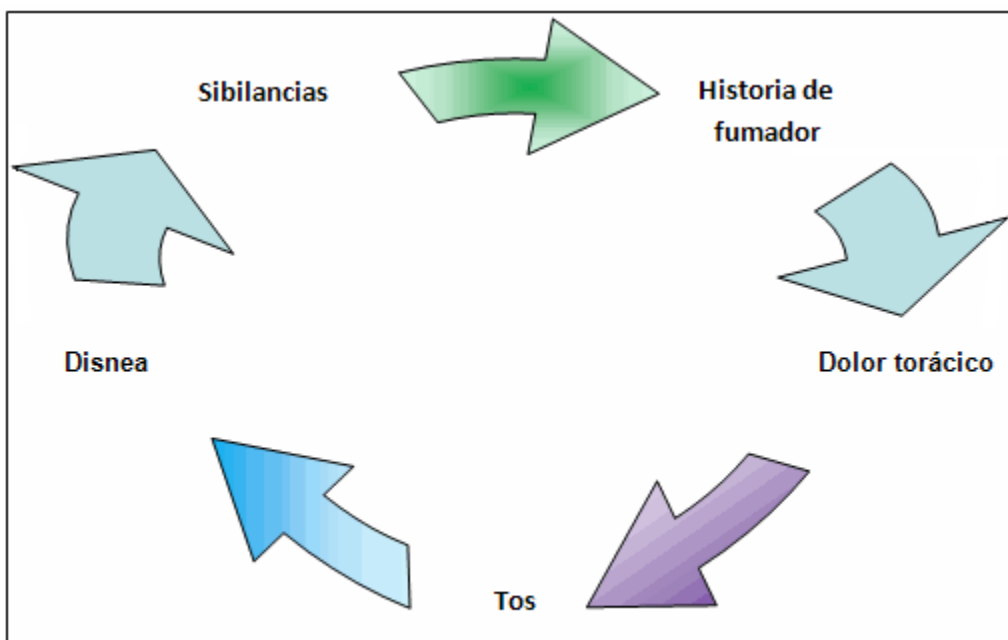 Sibilancias
Historia de
fumador
Disnea
Dolor torácico
Tos